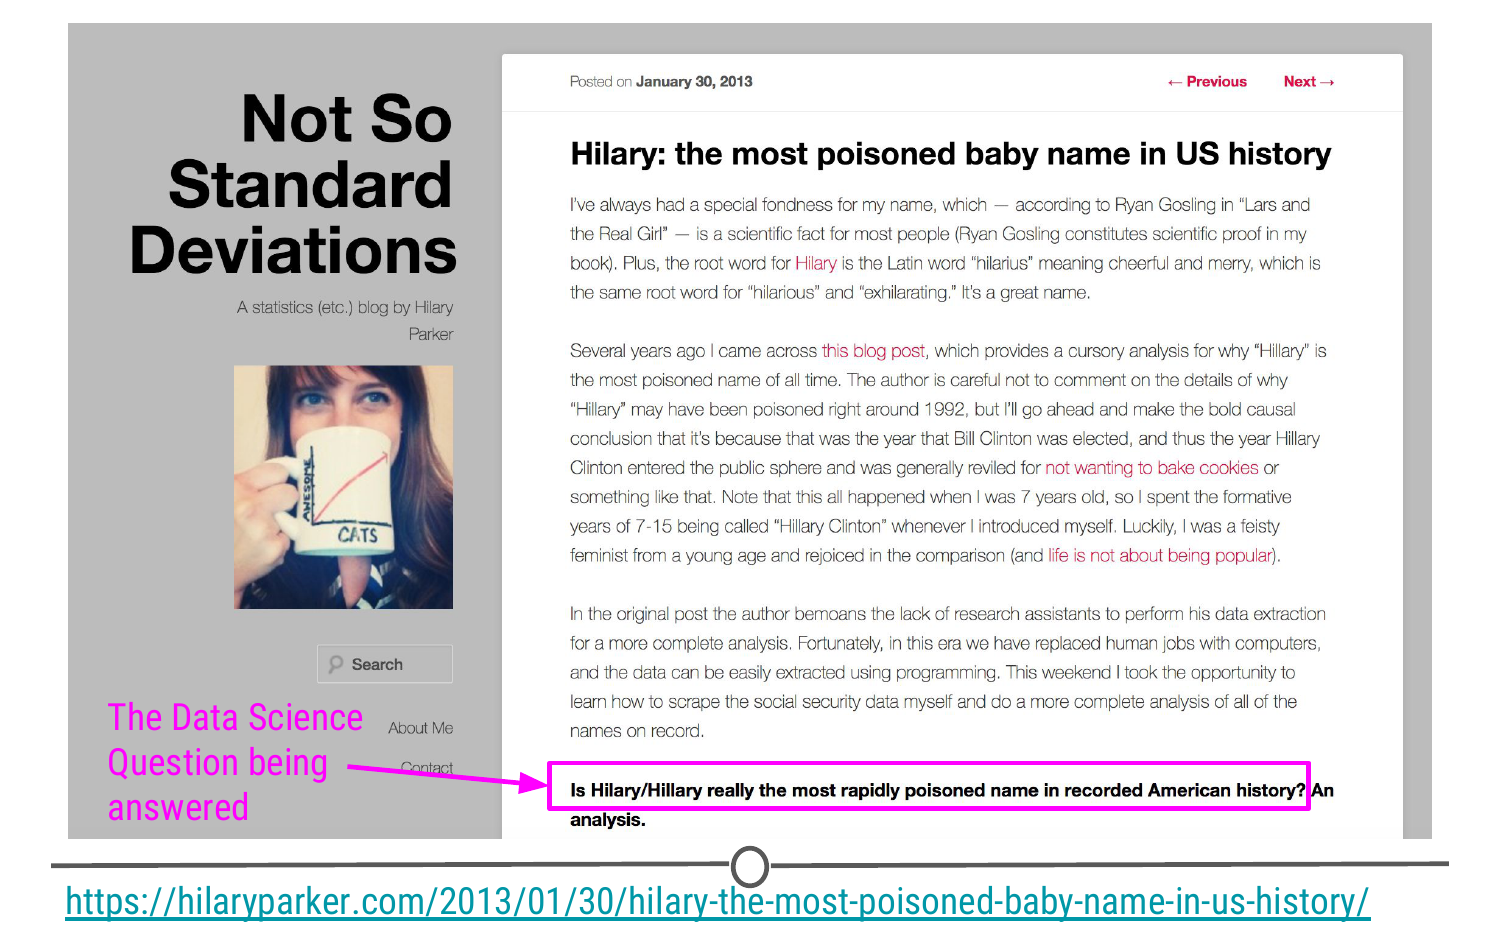 Not So
Standard
Deviations
A statistics (etc.) blog by Hilary
Parker
AWESOME
CATS
Search
About Me
Contact
The Data Science
Question being
answered
Posted on January 30, 2013
← Previous
Next →
Hilary: the most poisoned baby name in US history
I've always had a special fondness for my name, which — according to Ryan Gosling in “Lars and
the Real Girl” — is a scientific fact for most people (Ryan Gosling constitutes scientific proof in my
book). Plus, the root word for Hilary is the Latin word “hilarius” meaning cheerful and merry, which is
the same root word for “hilarious” and “exhilarating.” It's a great name.
Several years ago I came across this blog post, which provides a cursory analysis for why “Hillary” is
the most poisoned name of all time. The author is careful not to comment on the details of why
“Hillary” may have been poisoned right around 1992, but I'll go ahead and make the bold causal
conclusion that it's because that was the year that Bill Clinton was elected, and thus the year Hillary
Clinton entered the public sphere and was generally reviled for not wanting to bake cookies or
something like that. Note that this all happened when I was 7 years old, so I spent the formative
years of 7-15 being called “Hillary Clinton” whenever I introduced myself. Luckily, I was a feisty
feminist from a young age and rejoiced in the comparison (and life is not about being popular).
In the original post the author bemoans the lack of research assistants to perform his data extraction
for a more complete analysis. Fortunately, in this era we have replaced human jobs with computers,
and the data can be easily extracted using programming. This weekend I took the opportunity to
learn how to scrape the social security data myself and do a more complete analysis of all of the
names on record.
Is Hilary/Hillary really the most rapidly poisoned name in recorded American history? An
analysis.
https://hilaryparker.com/2013/01/30/hilary-the-most-poisoned-baby-name-in-us-history/